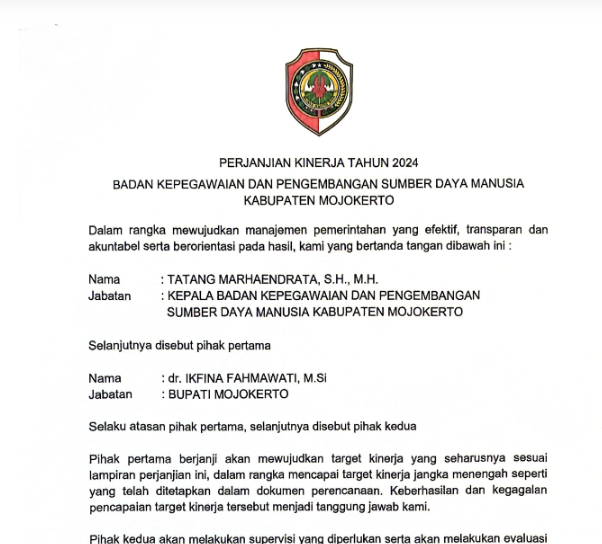 PERJANJIAN KINERJA TAHUN 2024
BADAN KEPEGAWAIAN DAN PENGEMBANGAN SUMBER DAYA MANUSIA
KABUPATEN MOJOKERTO
Dalam rangka mewujudkan manajemen pemerintahan yang efektif, transparan dan
akuntabel serta berorientasi pada hasil, kami yang bertanda tangan dibawah ini :
Nama : TATANG MARHAENDRATA, S.H., M.H.
Jabatan : KEPALA BADAN KEPEGAWAIAN DAN PENGEMBANGAN
SUMBER DAYA MANUSIA KABUPATEN MOJOKERTO
Selanjutnya disebut pihak pertama
Nama : dr. IKFINA FAHMAWATI, M.Si
Jabatan : BUPATI MOJOKERTO
Selaku atasan pihak pertama, selanjutnya disebut pihak kedua
Pihak pertama berjanji akan mewujudkan target kinerja yang seharusnya sesuai
lampiran perjanjian ini, dalam rangka mencapai target kinerja jangka menengah seperti
yang telah ditetapkan dalam dokumen perencanaan. Keberhasilan dan kegagalan
pencapaian target kinerja tersebut menjadi tanggung jawab kami.
Pihak kedua akan melakukan supervisi yang diperlukan serta akan melakukan evaluasi